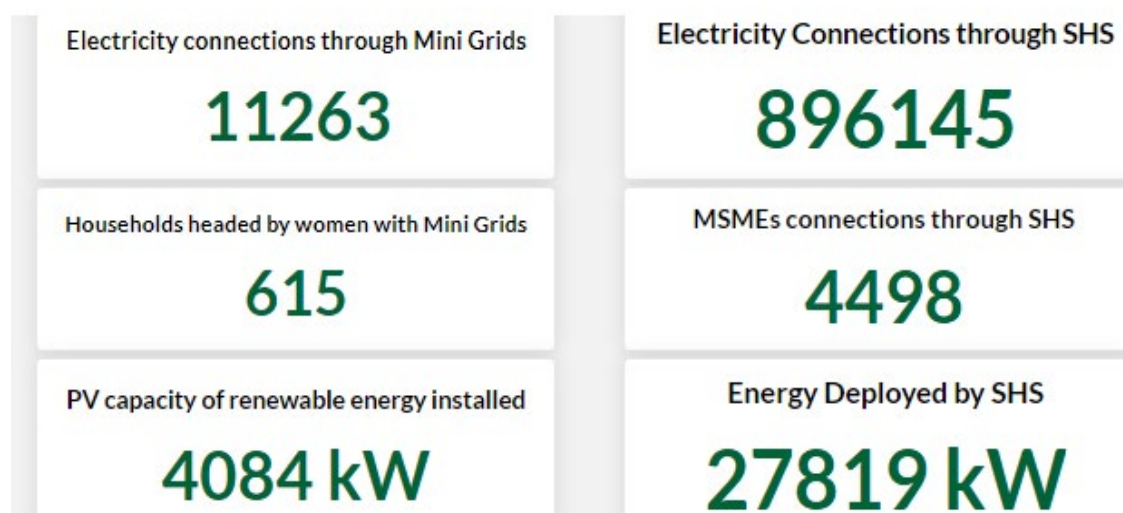 Electricity connections through Mini Grids
11263
Households headed by women with Mini Grids
615
PV capacity of renewable energy installed
4084 kW
Electricity Connections through SHS
896145
MSMEs connections through SHS
4498
Energy Deployed by SHS
27819 kW